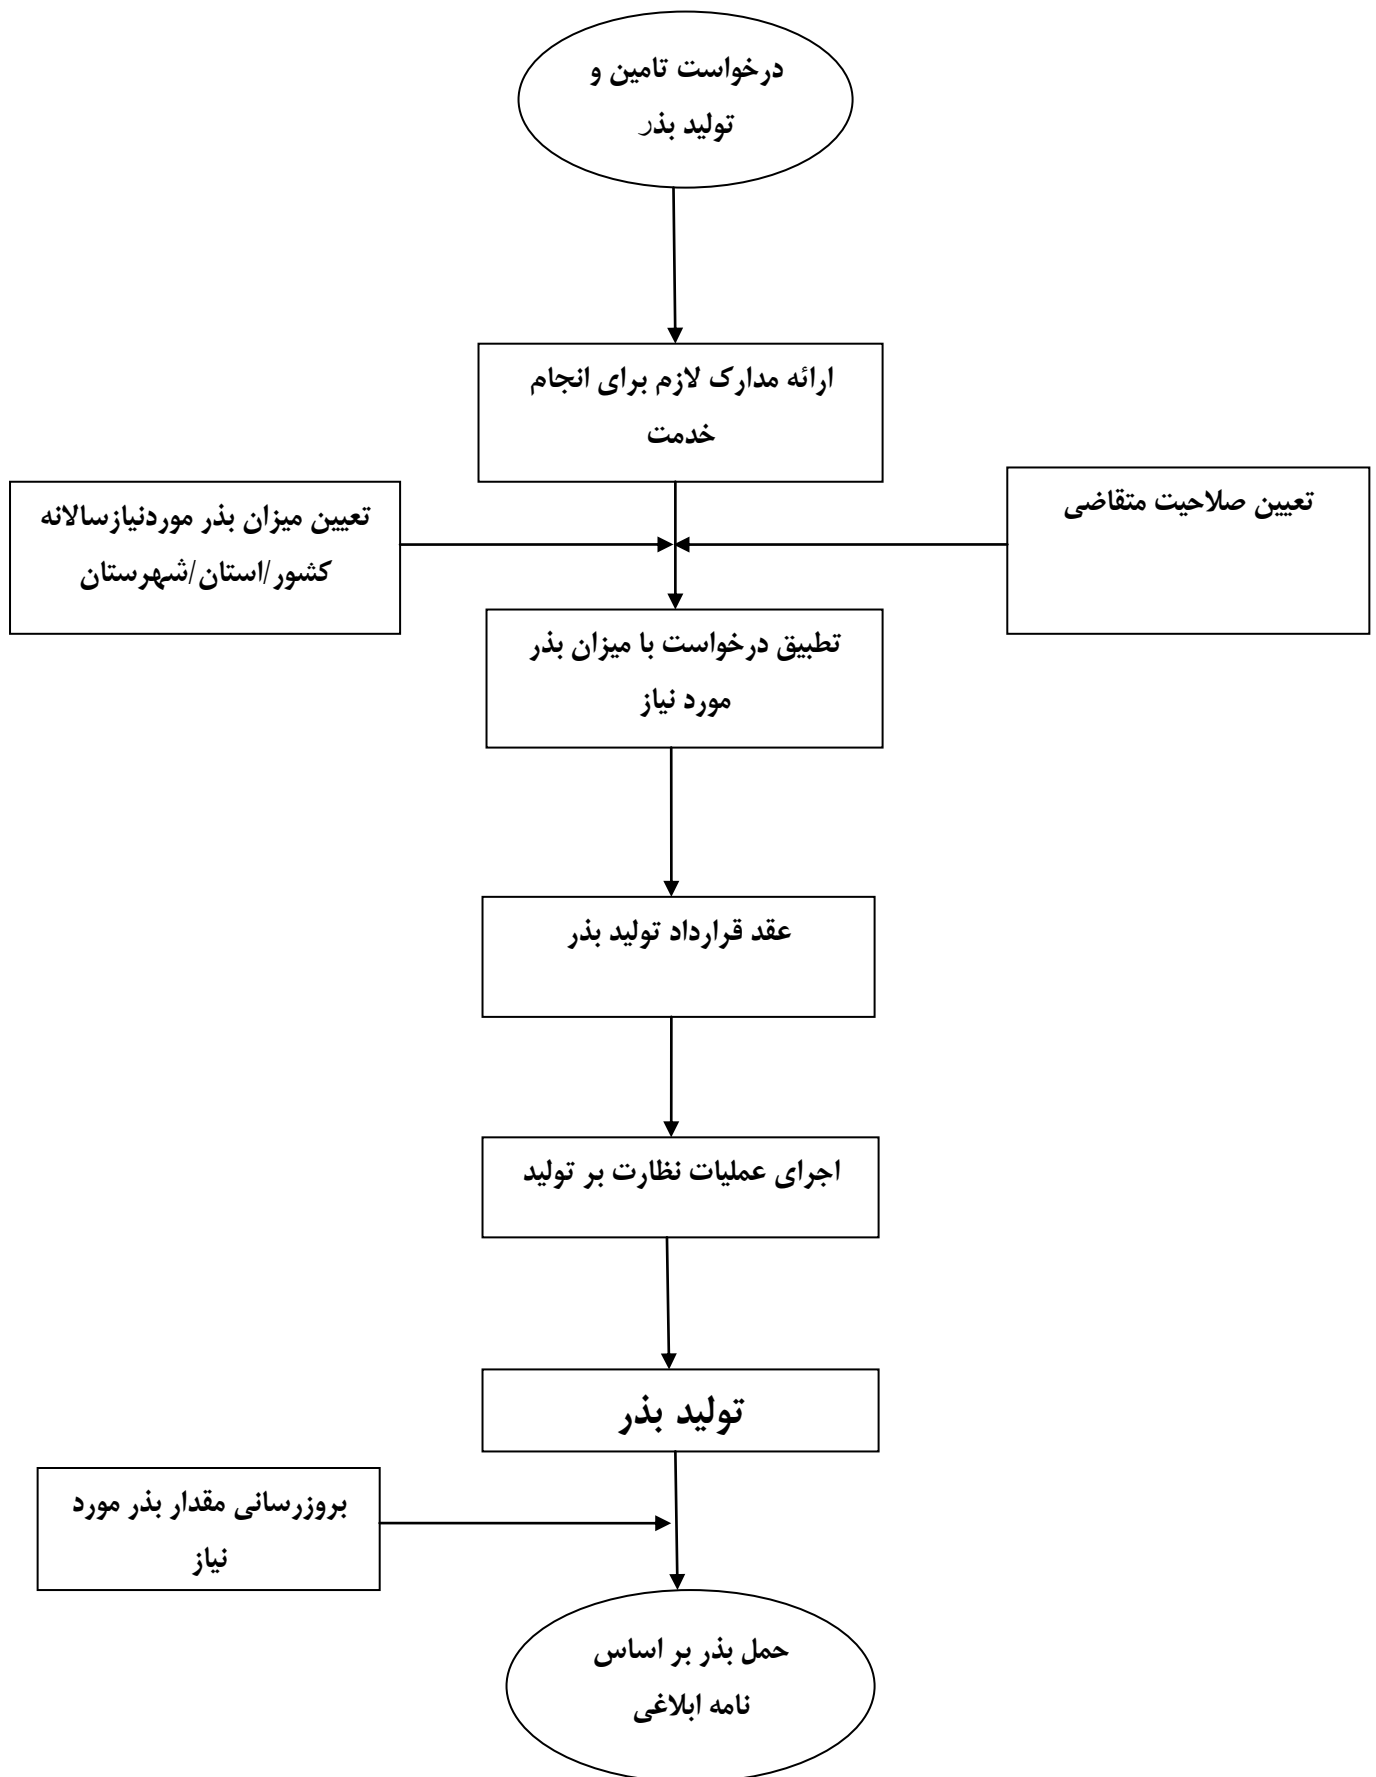 درخواست تامین و
تولید بذر
ارائه مدارک لازم برای انجام
خدمت
تعیین صلاحیت متقاضی
تعیین میزان بذر موردنیازسالانه
کشور/استان/شهرستان
تطبیق درخواست با میزان بذر
مورد نیاز
عقد قرارداد تولید بذر
اجرای عملیات نظارت بر تولید
تولید بذر
بروزرسانی مقدار بذر مورد
نیاز
حمل بذر بر اساس
نامه ابلاغی